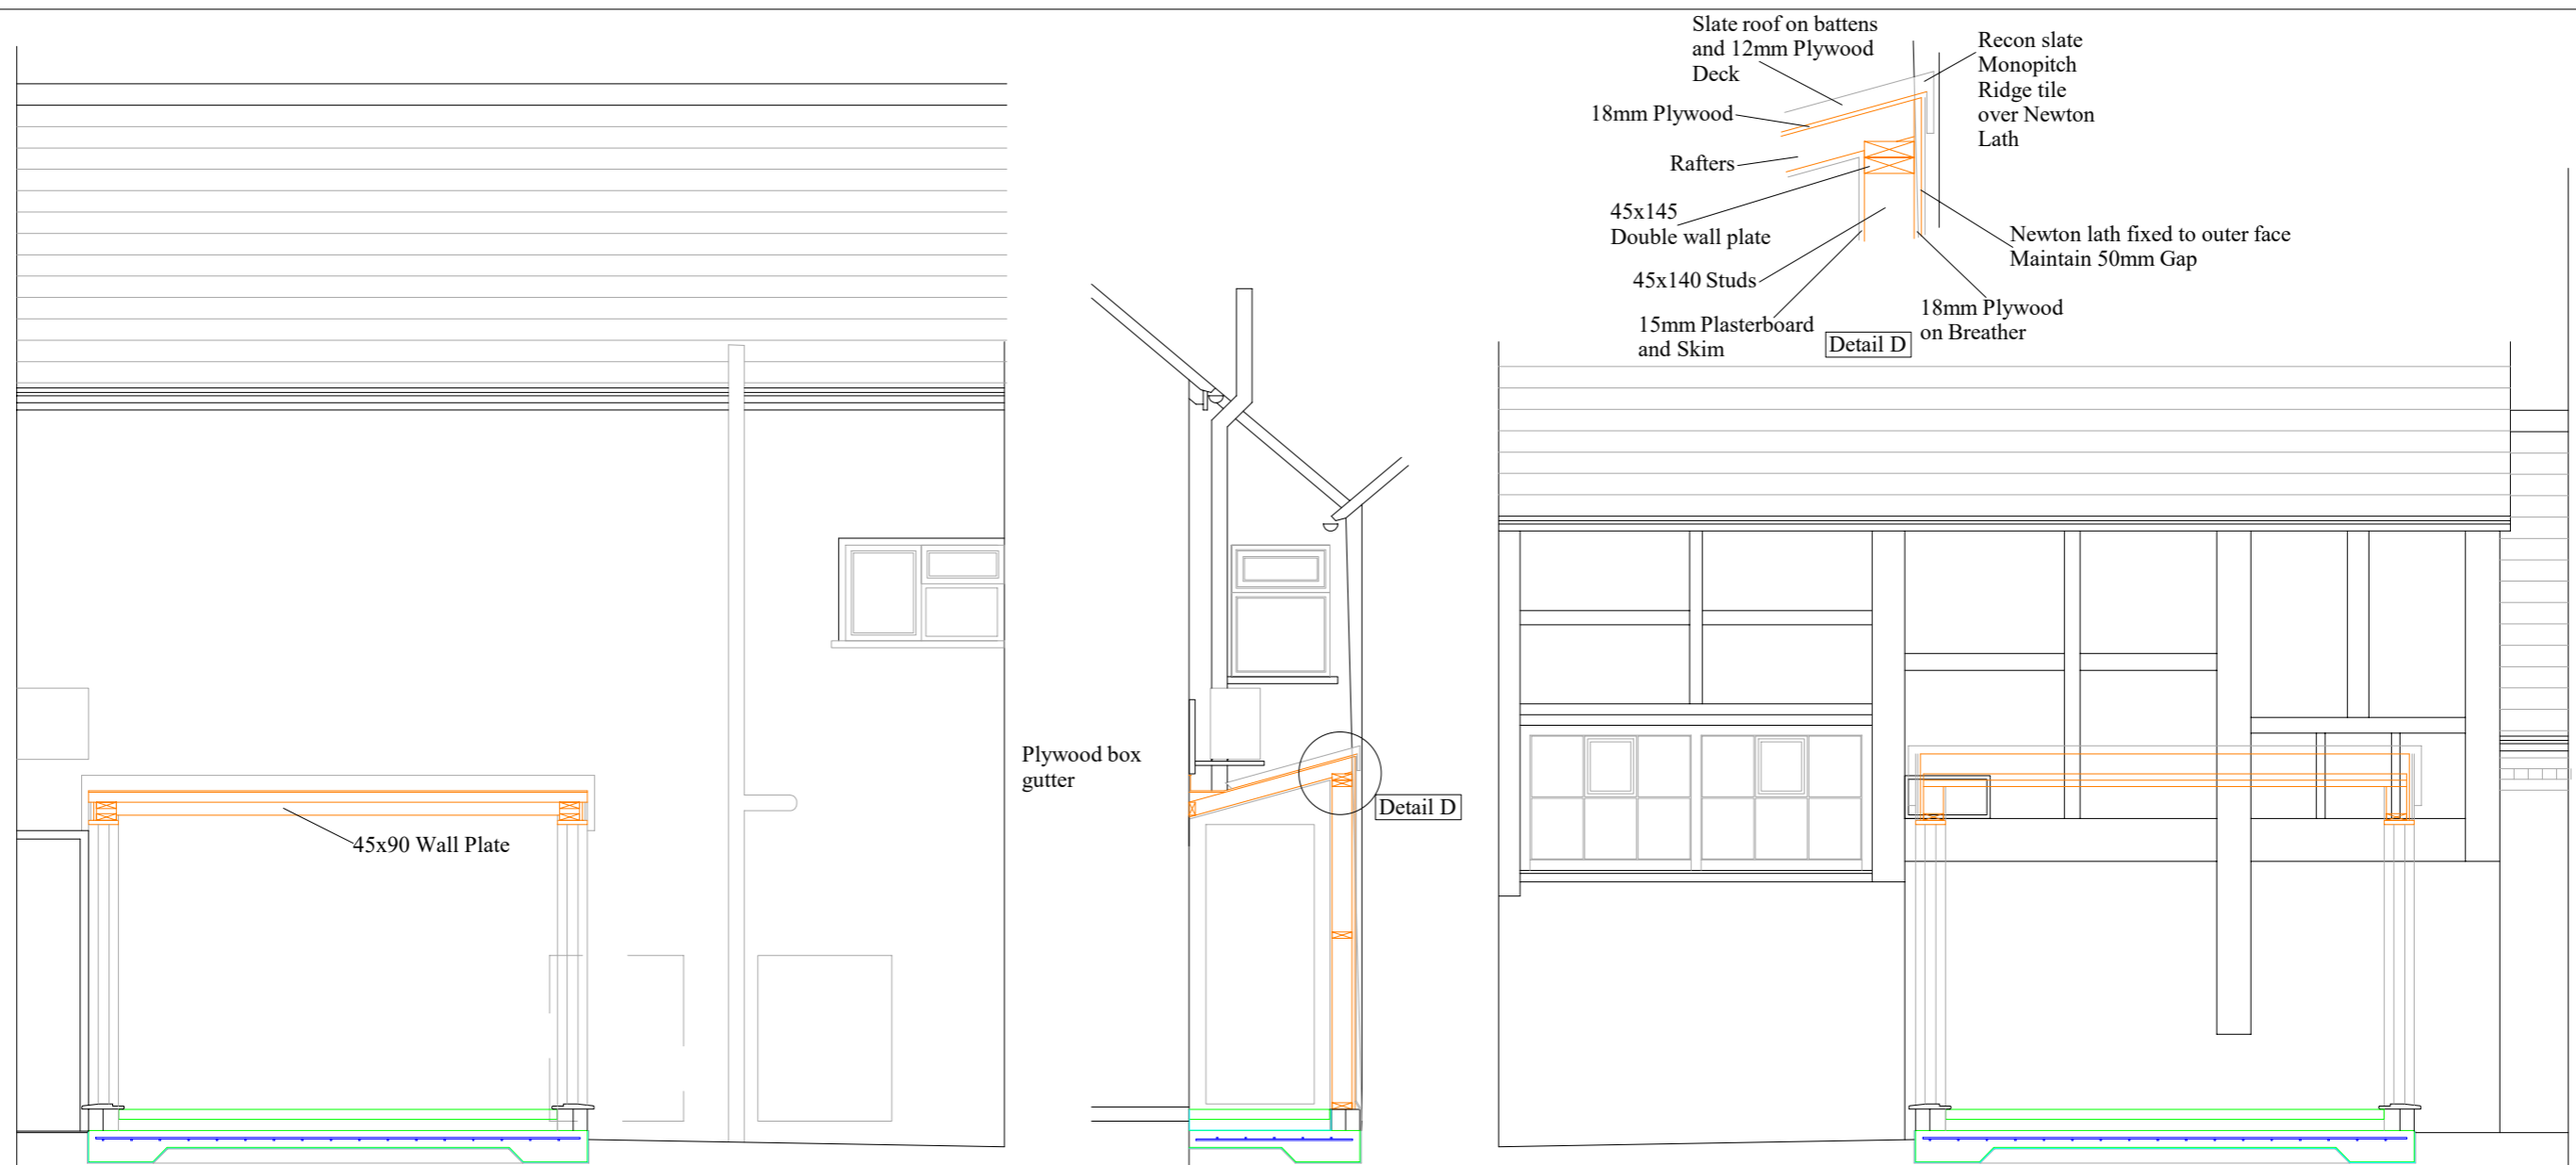 Slate roof on battens
and 12mm Plywood
Deck
Recon slate
Monopitch
Ridge tile
over Newton
Lath
18mm Plywood
Rafters
45x145
Double wall plate
Newton lath fixed to outer face
Maintain 50mm Gap
45x140 Studs
18mm Plywood
on Breather
15mm Plasterboard
and Skim
Detail D
Plywood box
gutter
Detail D
45x90 Wall Plate